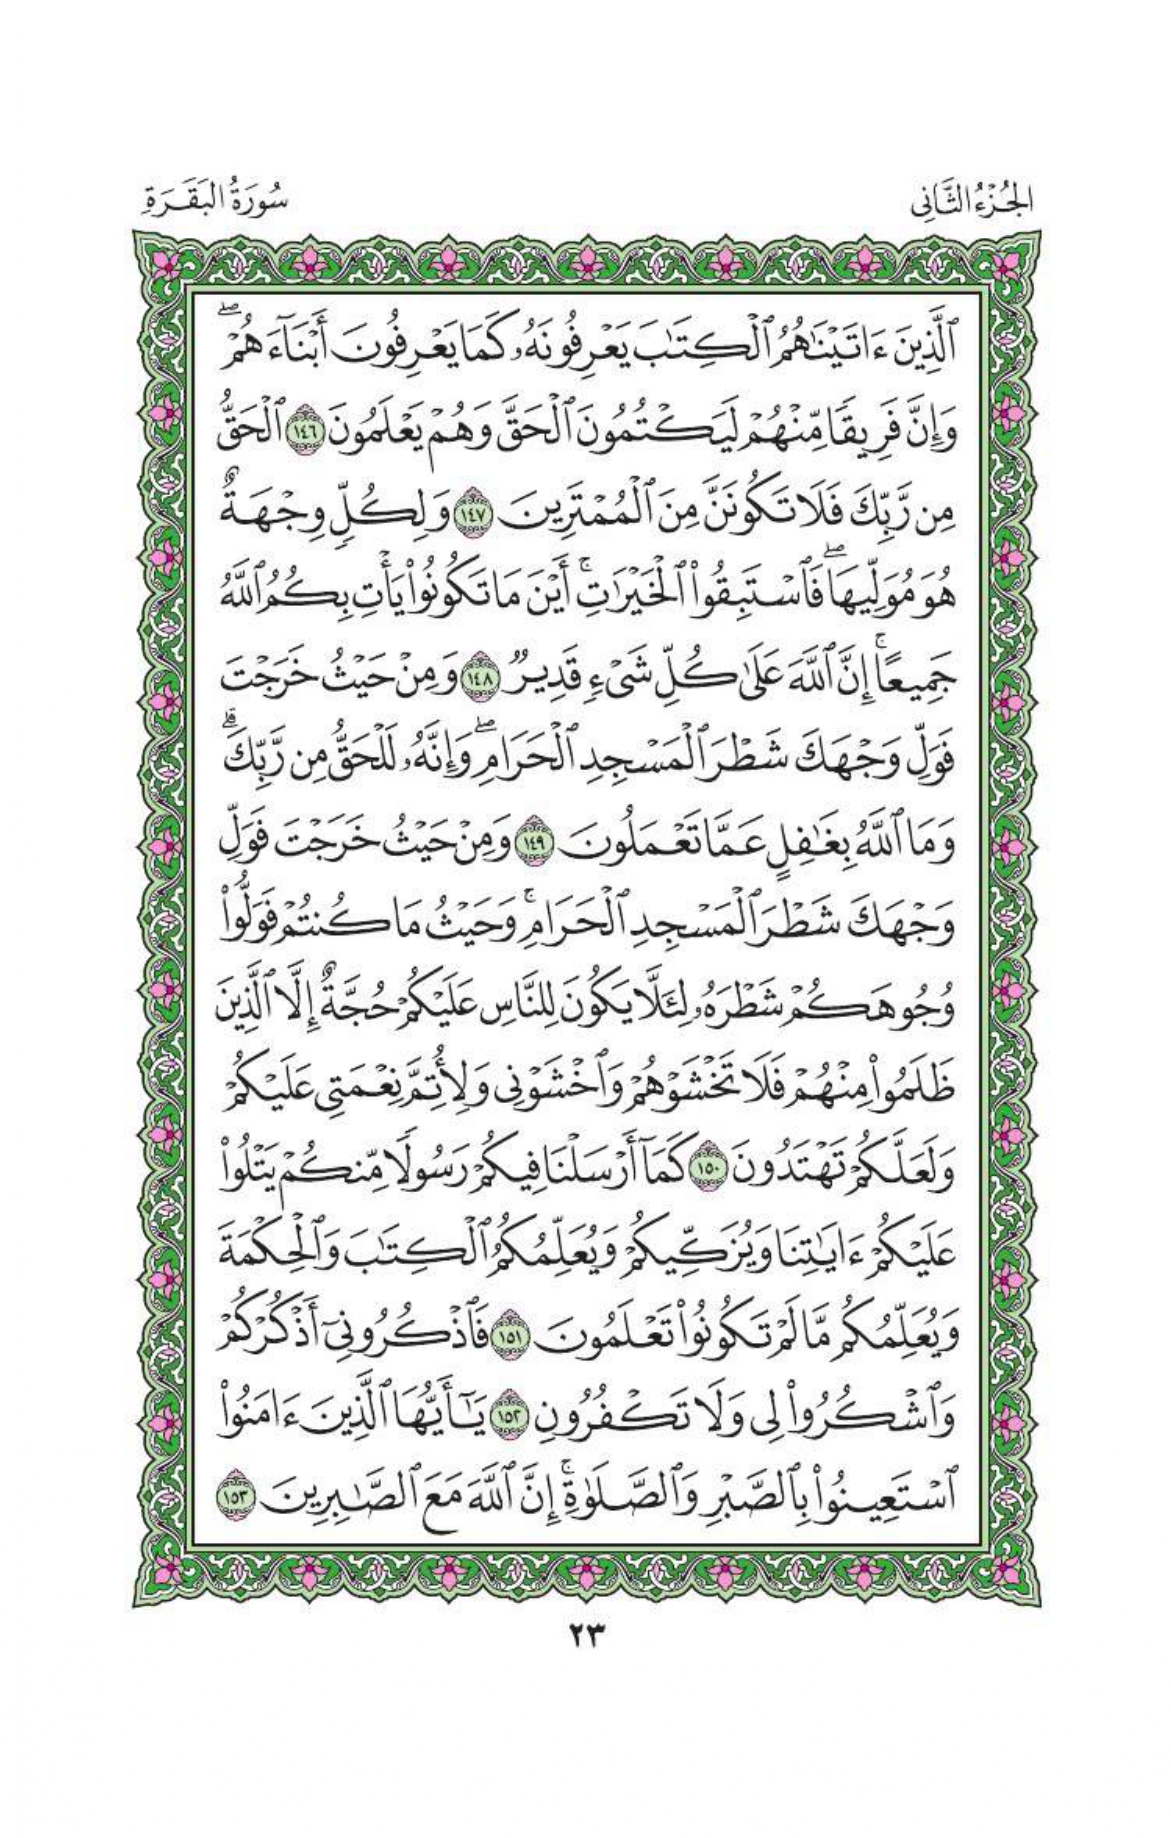 الجُزْءُ الثَّانِى
سُورَةُ البَقَرَةِ
ٱلَّذِينَ ءَاتَيْنَٰهُمُ ٱلْكِتَٰبَ يَعْرِفُونَهُۥ كَمَا يَعْرِفُونَ أَبْنَآءَهُمْۖ
وَإِنَّ فَرِيقًا مِّنْهُمْ لَيَكْتُمُونَ ٱلْحَقَّ وَهُمْ يَعْلَمُونَ ١٤٦ ٱلْحَقُّ
مِن رَّبِّكَ فَلَا تَكُونَنَّ مِنَ ٱلْمُمْتَرِينَ ١٤٧ وَلِكُلٍّ وِجْهَةٌ
هُوَ مُوَلِّيهَاۖ فَٱسْتَبِقُوا۟ ٱلْخَيْرَٰتِۚ أَيْنَ مَا تَكُونُوا۟ يَأْتِ بِكُمُ ٱللَّهُ
جَمِيعًاۚ إِنَّ ٱللَّهَ عَلَىٰ كُلِّ شَىْءٍ قَدِيرٌ ١٤٨ وَمِنْ حَيْثُ خَرَجْتَ
فَوَلِّ وَجْهَكَ شَطْرَ ٱلْمَسْجِدِ ٱلْحَرَامِۖ وَإِنَّهُۥ لَلْحَقُّ مِن رَّبِّكَۗ
وَمَا ٱللَّهُ بِغَٰفِلٍ عَمَّا تَعْمَلُونَ ١٤٩ وَمِنْ حَيْثُ خَرَجْتَ فَوَلِّ
وَجْهَكَ شَطْرَ ٱلْمَسْجِدِ ٱلْحَرَامِۚ وَحَيْثُ مَا كُنتُمْ فَوَلُّوا۟
وُجُوهَكُمْ شَطْرَهُۥ لِئَلَّا يَكُونَ لِلنَّاسِ عَلَيْكُمْ حُجَّةٌ إِلَّا ٱلَّذِينَ
ظَلَمُوا۟ مِنْهُمْ فَلَا تَخْشَوْهُمْ وَٱخْشَوْنِى وَلِأُتِمَّ نِعْمَتِى عَلَيْكُمْ
وَلَعَلَّكُمْ تَهْتَدُونَ ١٥٠ كَمَآ أَرْسَلْنَا فِيكُمْ رَسُولًا مِّنكُمْ يَتْلُوا۟
عَلَيْكُمْ ءَايَٰتِنَا وَيُزَكِّيكُمْ وَيُعَلِّمُكُمُ ٱلْكِتَٰبَ وَٱلْحِكْمَةَ
وَيُعَلِّمُكُم مَّا لَمْ تَكُونُوا۟ تَعْلَمُونَ ١٥١ فَٱذْكُرُونِىٓ أَذْكُرْكُمْ
وَٱشْكُرُوا۟ لِى وَلَا تَكْفُرُونِ ١٥٢ يَٰٓأَيُّهَا ٱلَّذِينَ ءَامَنُوا۟
ٱسْتَعِينُوا۟ بِٱلصَّبْرِ وَٱلصَّلَوٰةِۚ إِنَّ ٱللَّهَ مَعَ ٱلصَّٰبِرِينَ ١٥٣
٢٣